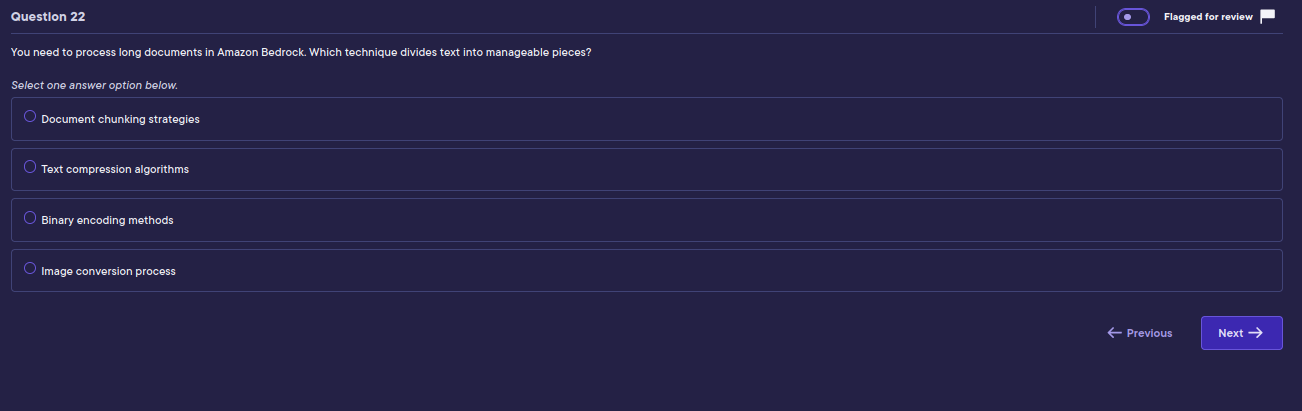 Question 22
Flagged for review
You need to process long documents in Amazon Bedrock. Which technique divides text into manageable pieces?
Select one answer option below.
Document chunking strategies
Text compression algorithms
Binary encoding methods
Image conversion process
Previous
Next